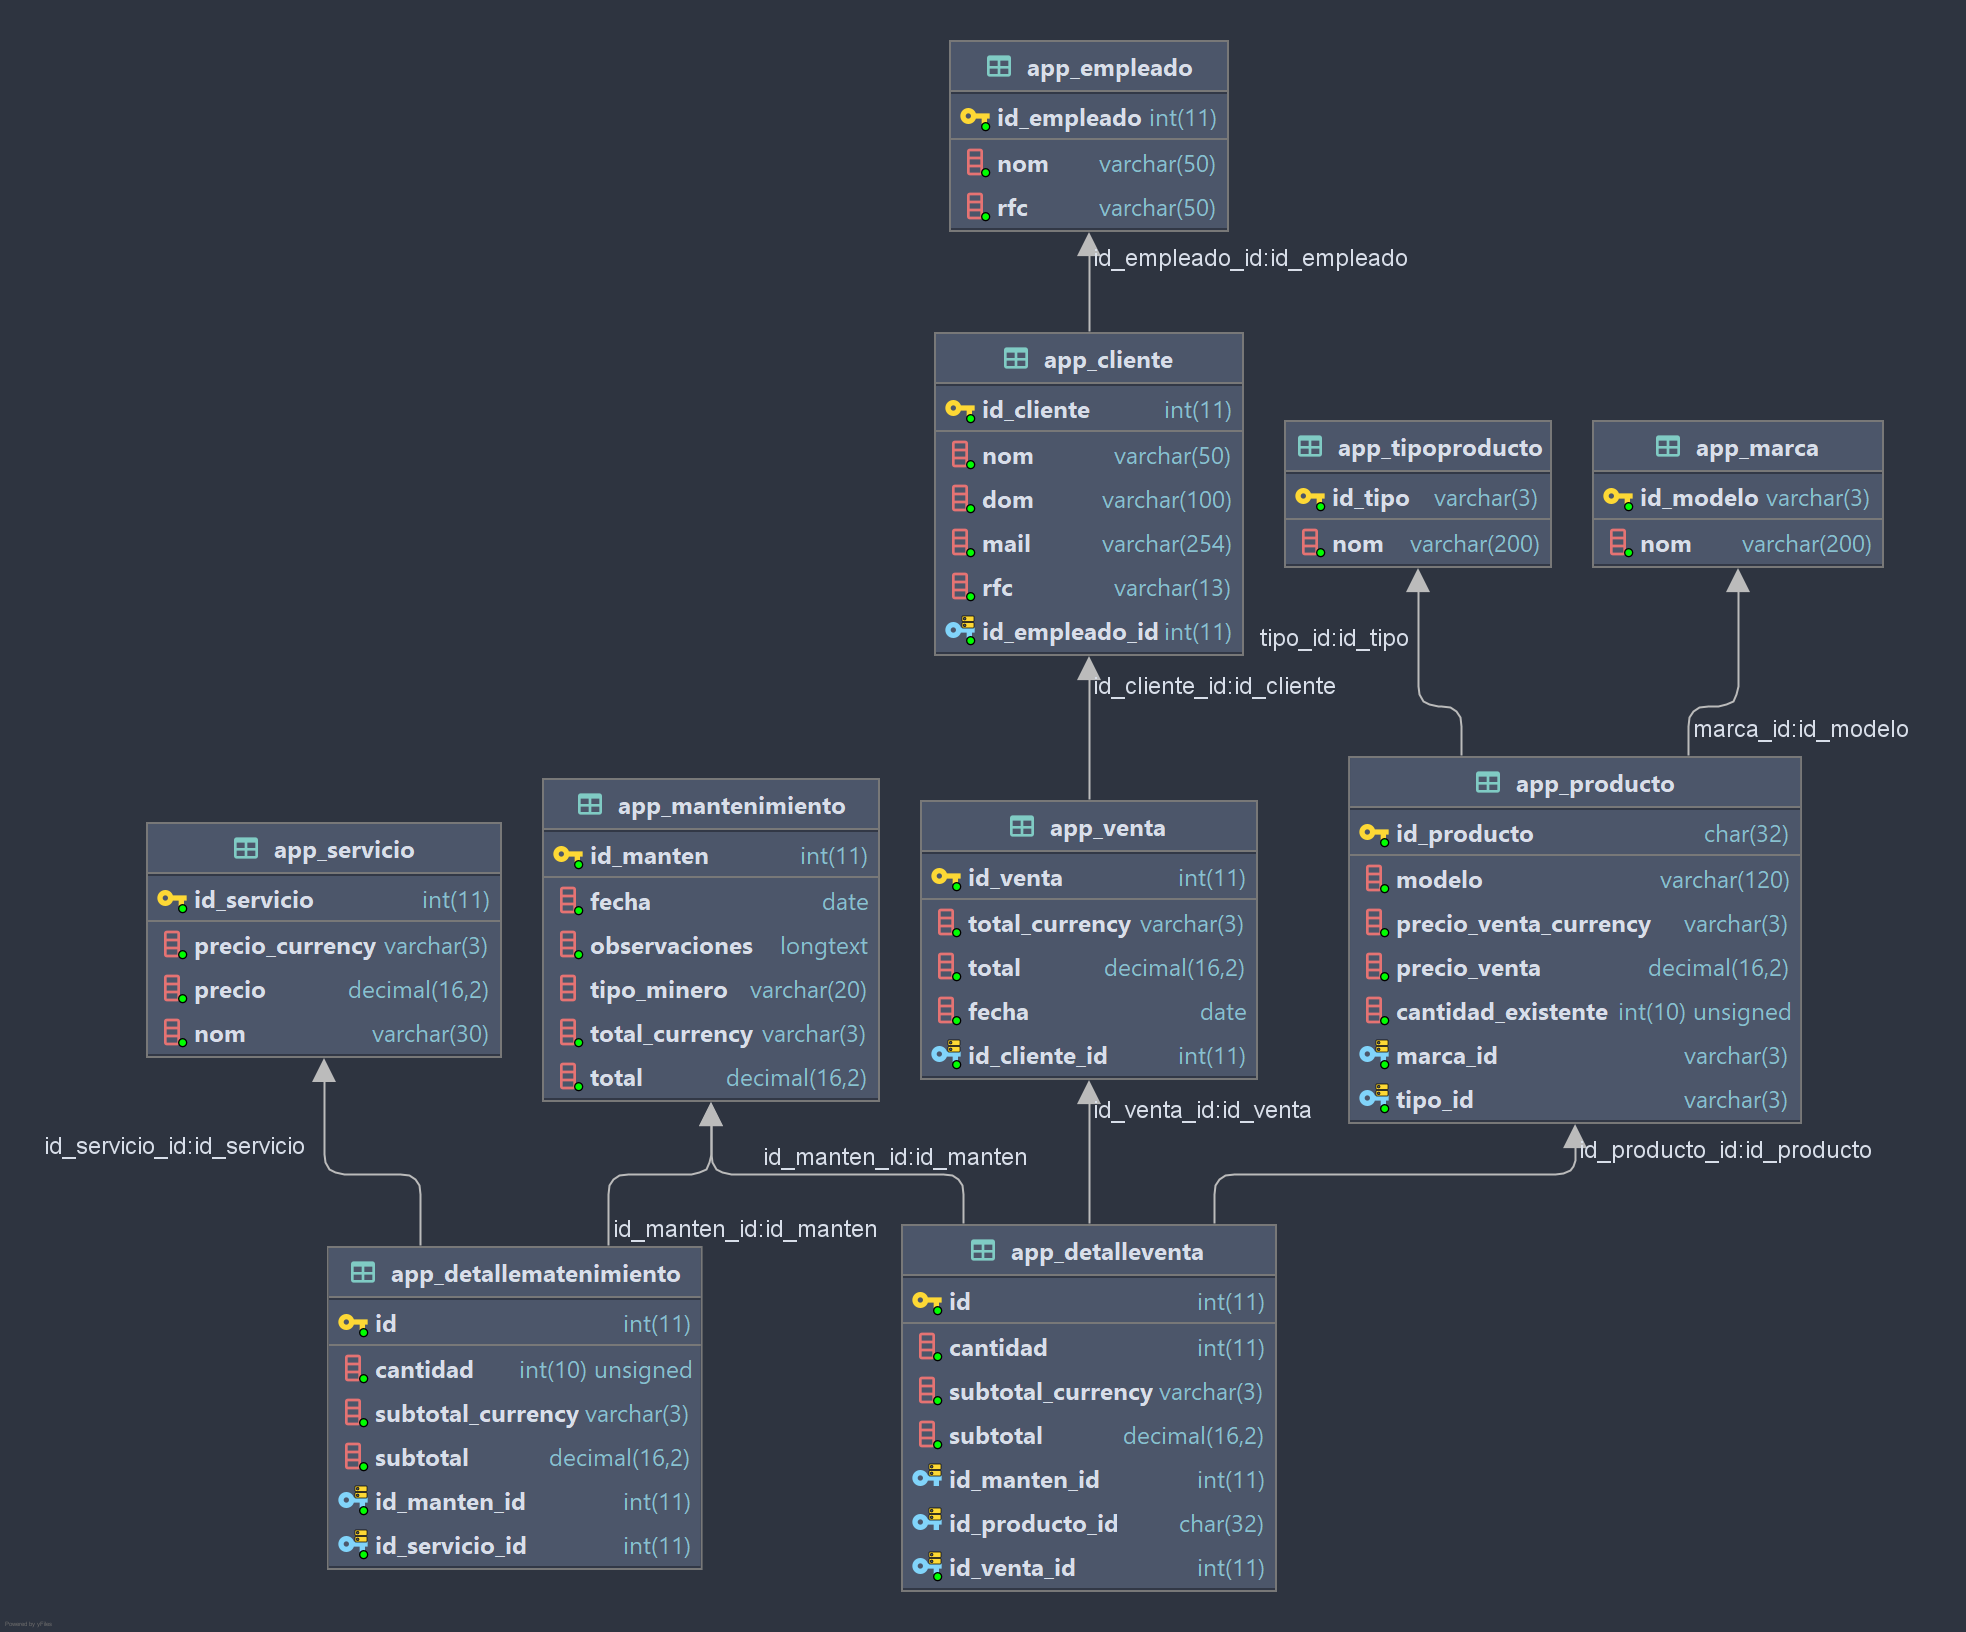 app_empleado
id_empleado int(11)
nom varchar(50)
rfc varchar(50)
id_empleado_id:id_empleado
app_cliente
id_cliente int(11)
nom varchar(50)
dom varchar(100)
mail varchar(254)
rfc varchar(13)
id_empleado_id int(11)
app_tipoproducto
id_tipo varchar(3)
nom varchar(200)
app_marca
id_modelo varchar(3)
nom varchar(200)
tipo_id:id_tipo
id_cliente_id:id_cliente
marca_id:id_modelo
app_servicio
id_servicio int(11)
precio_currency varchar(3)
precio decimal(16,2)
nom varchar(30)
app_mantenimiento
id_manten int(11)
fecha date
observaciones longtext
tipo_minero varchar(20)
total_currency varchar(3)
total decimal(16,2)
app_venta
id_venta int(11)
total_currency varchar(3)
total decimal(16,2)
fecha date
id_cliente_id int(11)
app_producto
id_producto char(32)
modelo varchar(120)
precio_venta_currency varchar(3)
precio_venta decimal(16,2)
cantidad_existente int(10) unsigned
marca_id varchar(3)
tipo_id varchar(3)
id_servicio_id:id_servicio
id_manten_id:id_manten
id_venta_id:id_venta
id_producto_id:id_producto
id_manten_id:id_manten
app_detallematenimiento
id int(11)
cantidad int(10) unsigned
subtotal_currency varchar(3)
subtotal decimal(16,2)
id_manten_id int(11)
id_servicio_id int(11)
app_detalleventa
id int(11)
cantidad int(11)
subtotal_currency varchar(3)
subtotal decimal(16,2)
id_manten_id int(11)
id_producto_id char(32)
id_venta_id int(11)
Powered by yFiles